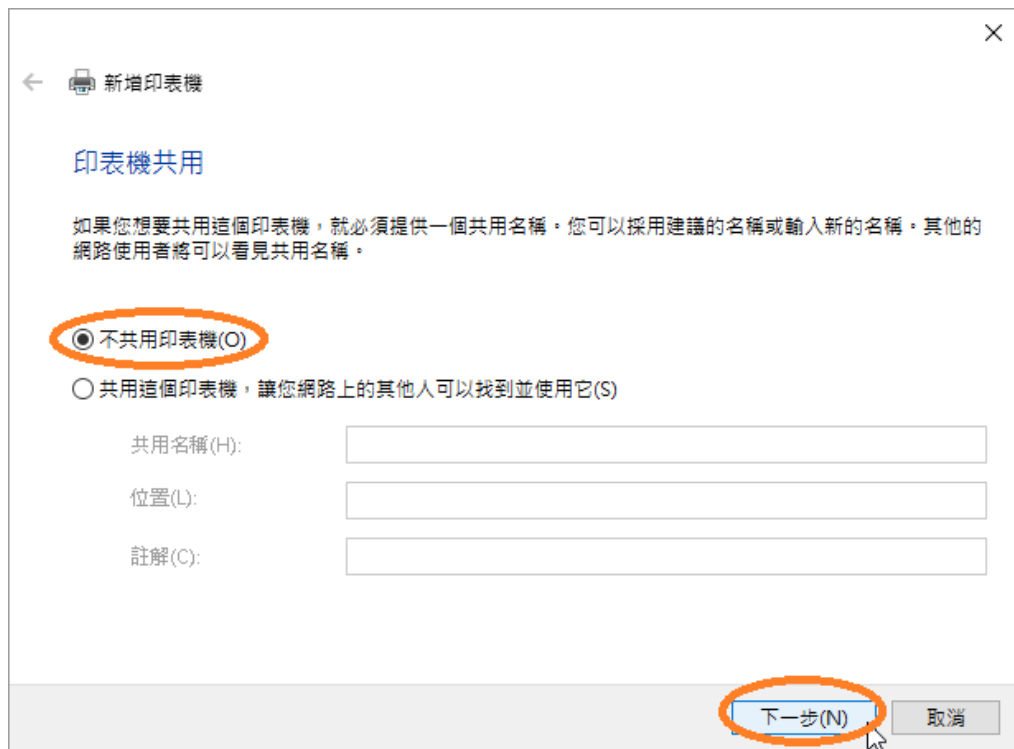 新增印表機
印表機共用
如果您想要共用這個印表機，就必須提供一個共用名稱。您可以採用建議的名稱或輸入新的名稱。其他的
網路使用者將可以看見共用名稱。
不共用印表機(O)
共用這個印表機，讓您網路上的其他人可以找到並使用它(S)
共用名稱(H):
位置(L):
註解(C):
下一步(N)
取消